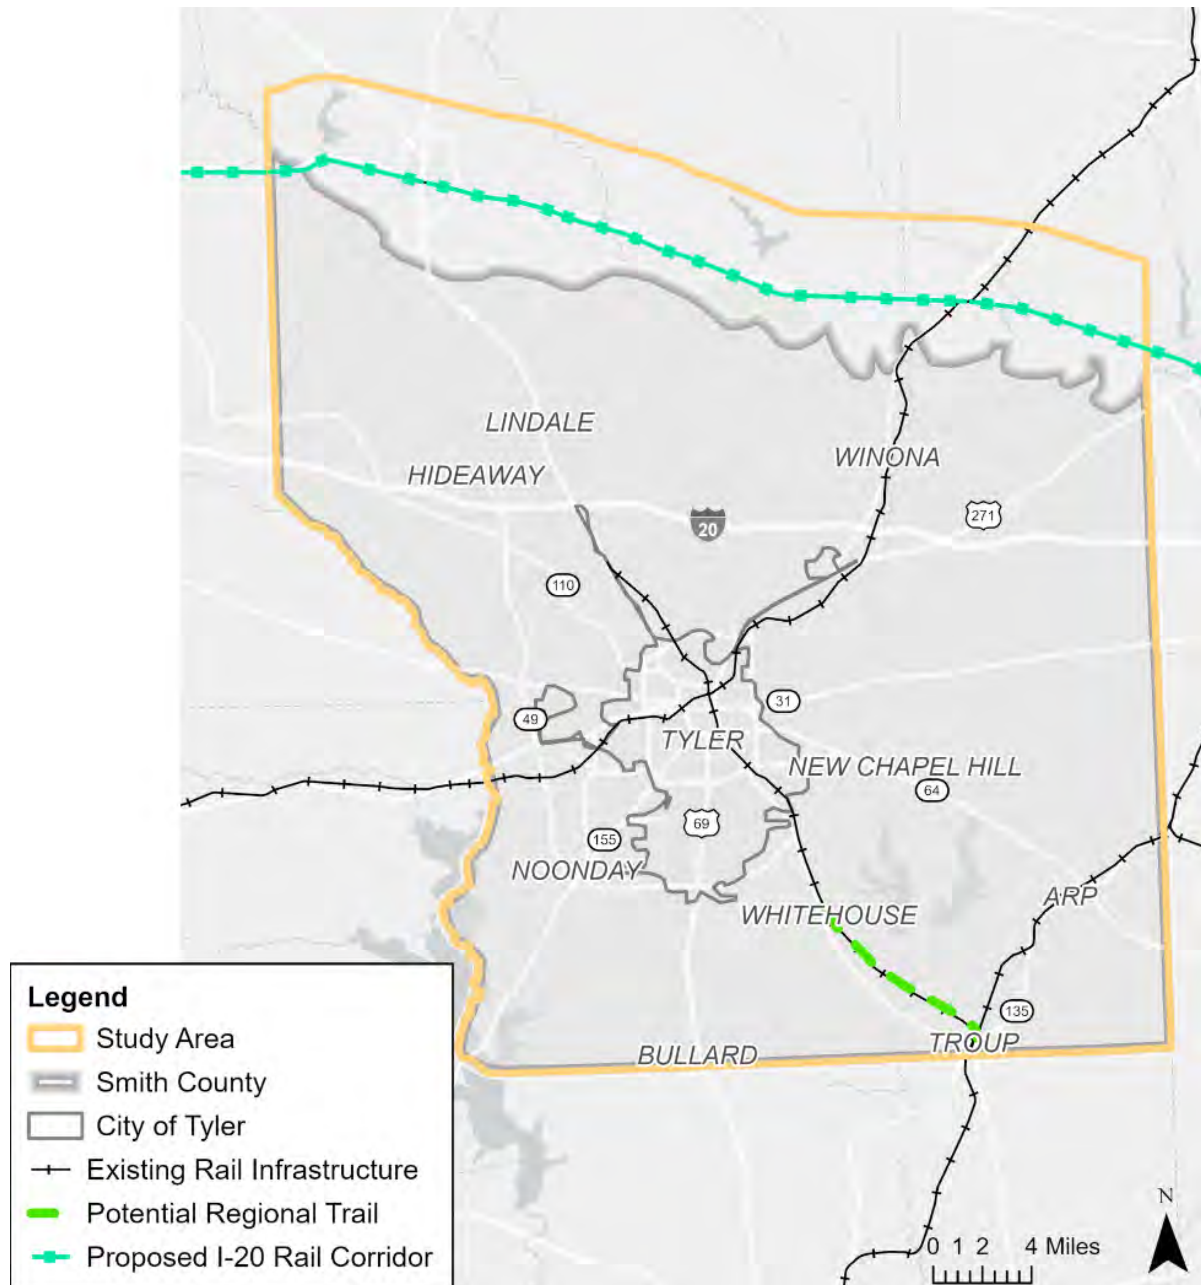 LINDALE
HIDEAWAY
WINONA
271
20
110
49
31
TYLER
NEW CHAPEL HILL
64
69
155
NOONDAY
ARP
WHITEHOUSE
135
TROUP
BULLARD
Legend
Study Area
Smith County
City of Tyler
Existing Rail Infrastructure
Potential Regional Trail
Proposed I-20 Rail Corridor
N
0 1 2 4 Miles